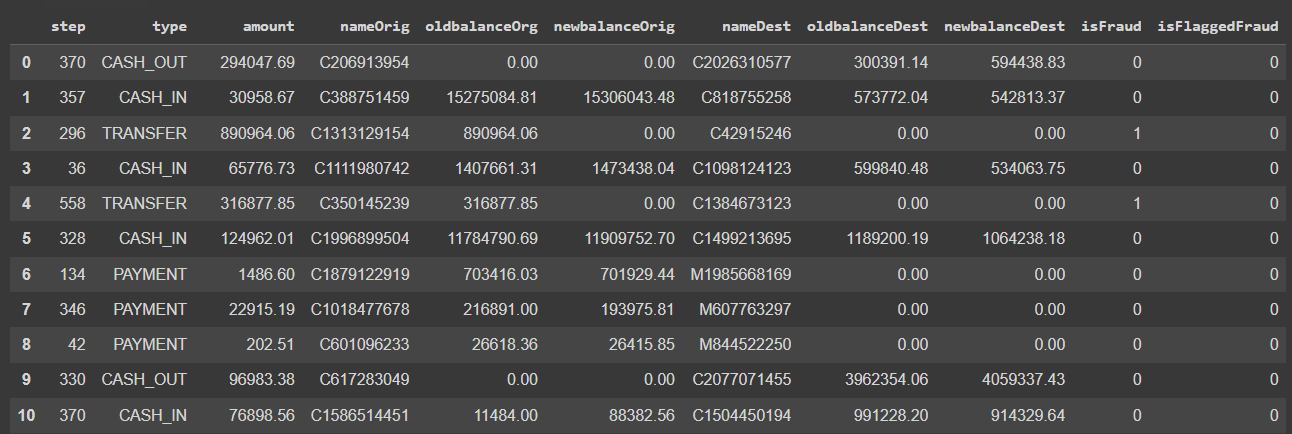 step type amount nameOrig oldbalanceOrg newbalanceOrig nameDest oldbalanceDest newbalanceDest isFraud isFlaggedFraud
0 370 CASH_OUT 294047.69 C206913954 0.00 0.00 C2026310577 300391.14 594438.83 0 0
1 357 CASH_IN 30958.67 C388751459 15275084.81 15306043.48 C818755258 573772.04 542813.37 0 0
2 296 TRANSFER 890964.06 C1313129154 890964.06 0.00 C42915246 0.00 0.00 1 0
3 36 CASH_IN 65776.73 C1111980742 1407661.31 1473438.04 C1098124123 599840.48 534063.75 0 0
4 558 TRANSFER 316877.85 C350145239 316877.85 0.00 C1384673123 0.00 0.00 1 0
5 328 CASH_IN 124962.01 C1996899504 11784790.69 11909752.70 C1499213695 1189200.19 1064238.18 0 0
6 134 PAYMENT 1486.60 C1879122919 703416.03 701929.44 M1985668169 0.00 0.00 0 0
7 346 PAYMENT 22915.19 C1018477678 216891.00 193975.81 M607763297 0.00 0.00 0 0
8 42 PAYMENT 202.51 C601096233 26618.36 26415.85 M844522250 0.00 0.00 0 0
9 330 CASH_OUT 96983.38 C617283049 0.00 0.00 C2077071455 3962354.06 4059337.43 0 0
10 370 CASH_IN 76898.56 C1586514451 11484.00 88382.56 C1504450194 991228.20 914329.64 0 0